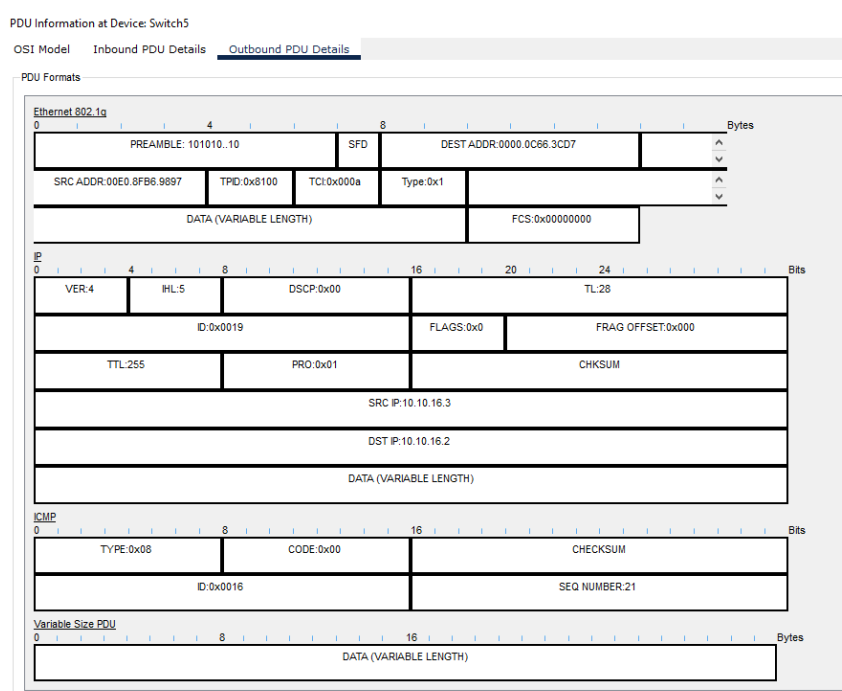 PDU Information at Device: Switch5
OSI Model Inbound PDU Details Outbound PDU Details
PDU Formats
Ethernet 802.1q
0 4 8 Bytes
PREAMBLE: 101010..10 SFD DEST ADDR:0000.0C66.3CD7
SRC ADDR:00E0.8FB6.9897 TPID:0x8100 TCI:0x000a Type:0x1
DATA (VARIABLE LENGTH) FCS:0x00000000
IP
0 4 8 16 20 24 Bits
VER:4 IHL:5 DSCP:0x00 TL:28
ID:0x0019 FLAGS:0x0 FRAG OFFSET:0x000
TTL:255 PRO:0x01 CHKSUM
SRC IP:10.10.16.3
DST IP:10.10.16.2
DATA (VARIABLE LENGTH)
ICMP
0 8 16 Bits
TYPE:0x08 CODE:0x00 CHECKSUM
ID:0x0016 SEQ NUMBER:21
Variable Size PDU
0 8 16 Bytes
DATA (VARIABLE LENGTH)